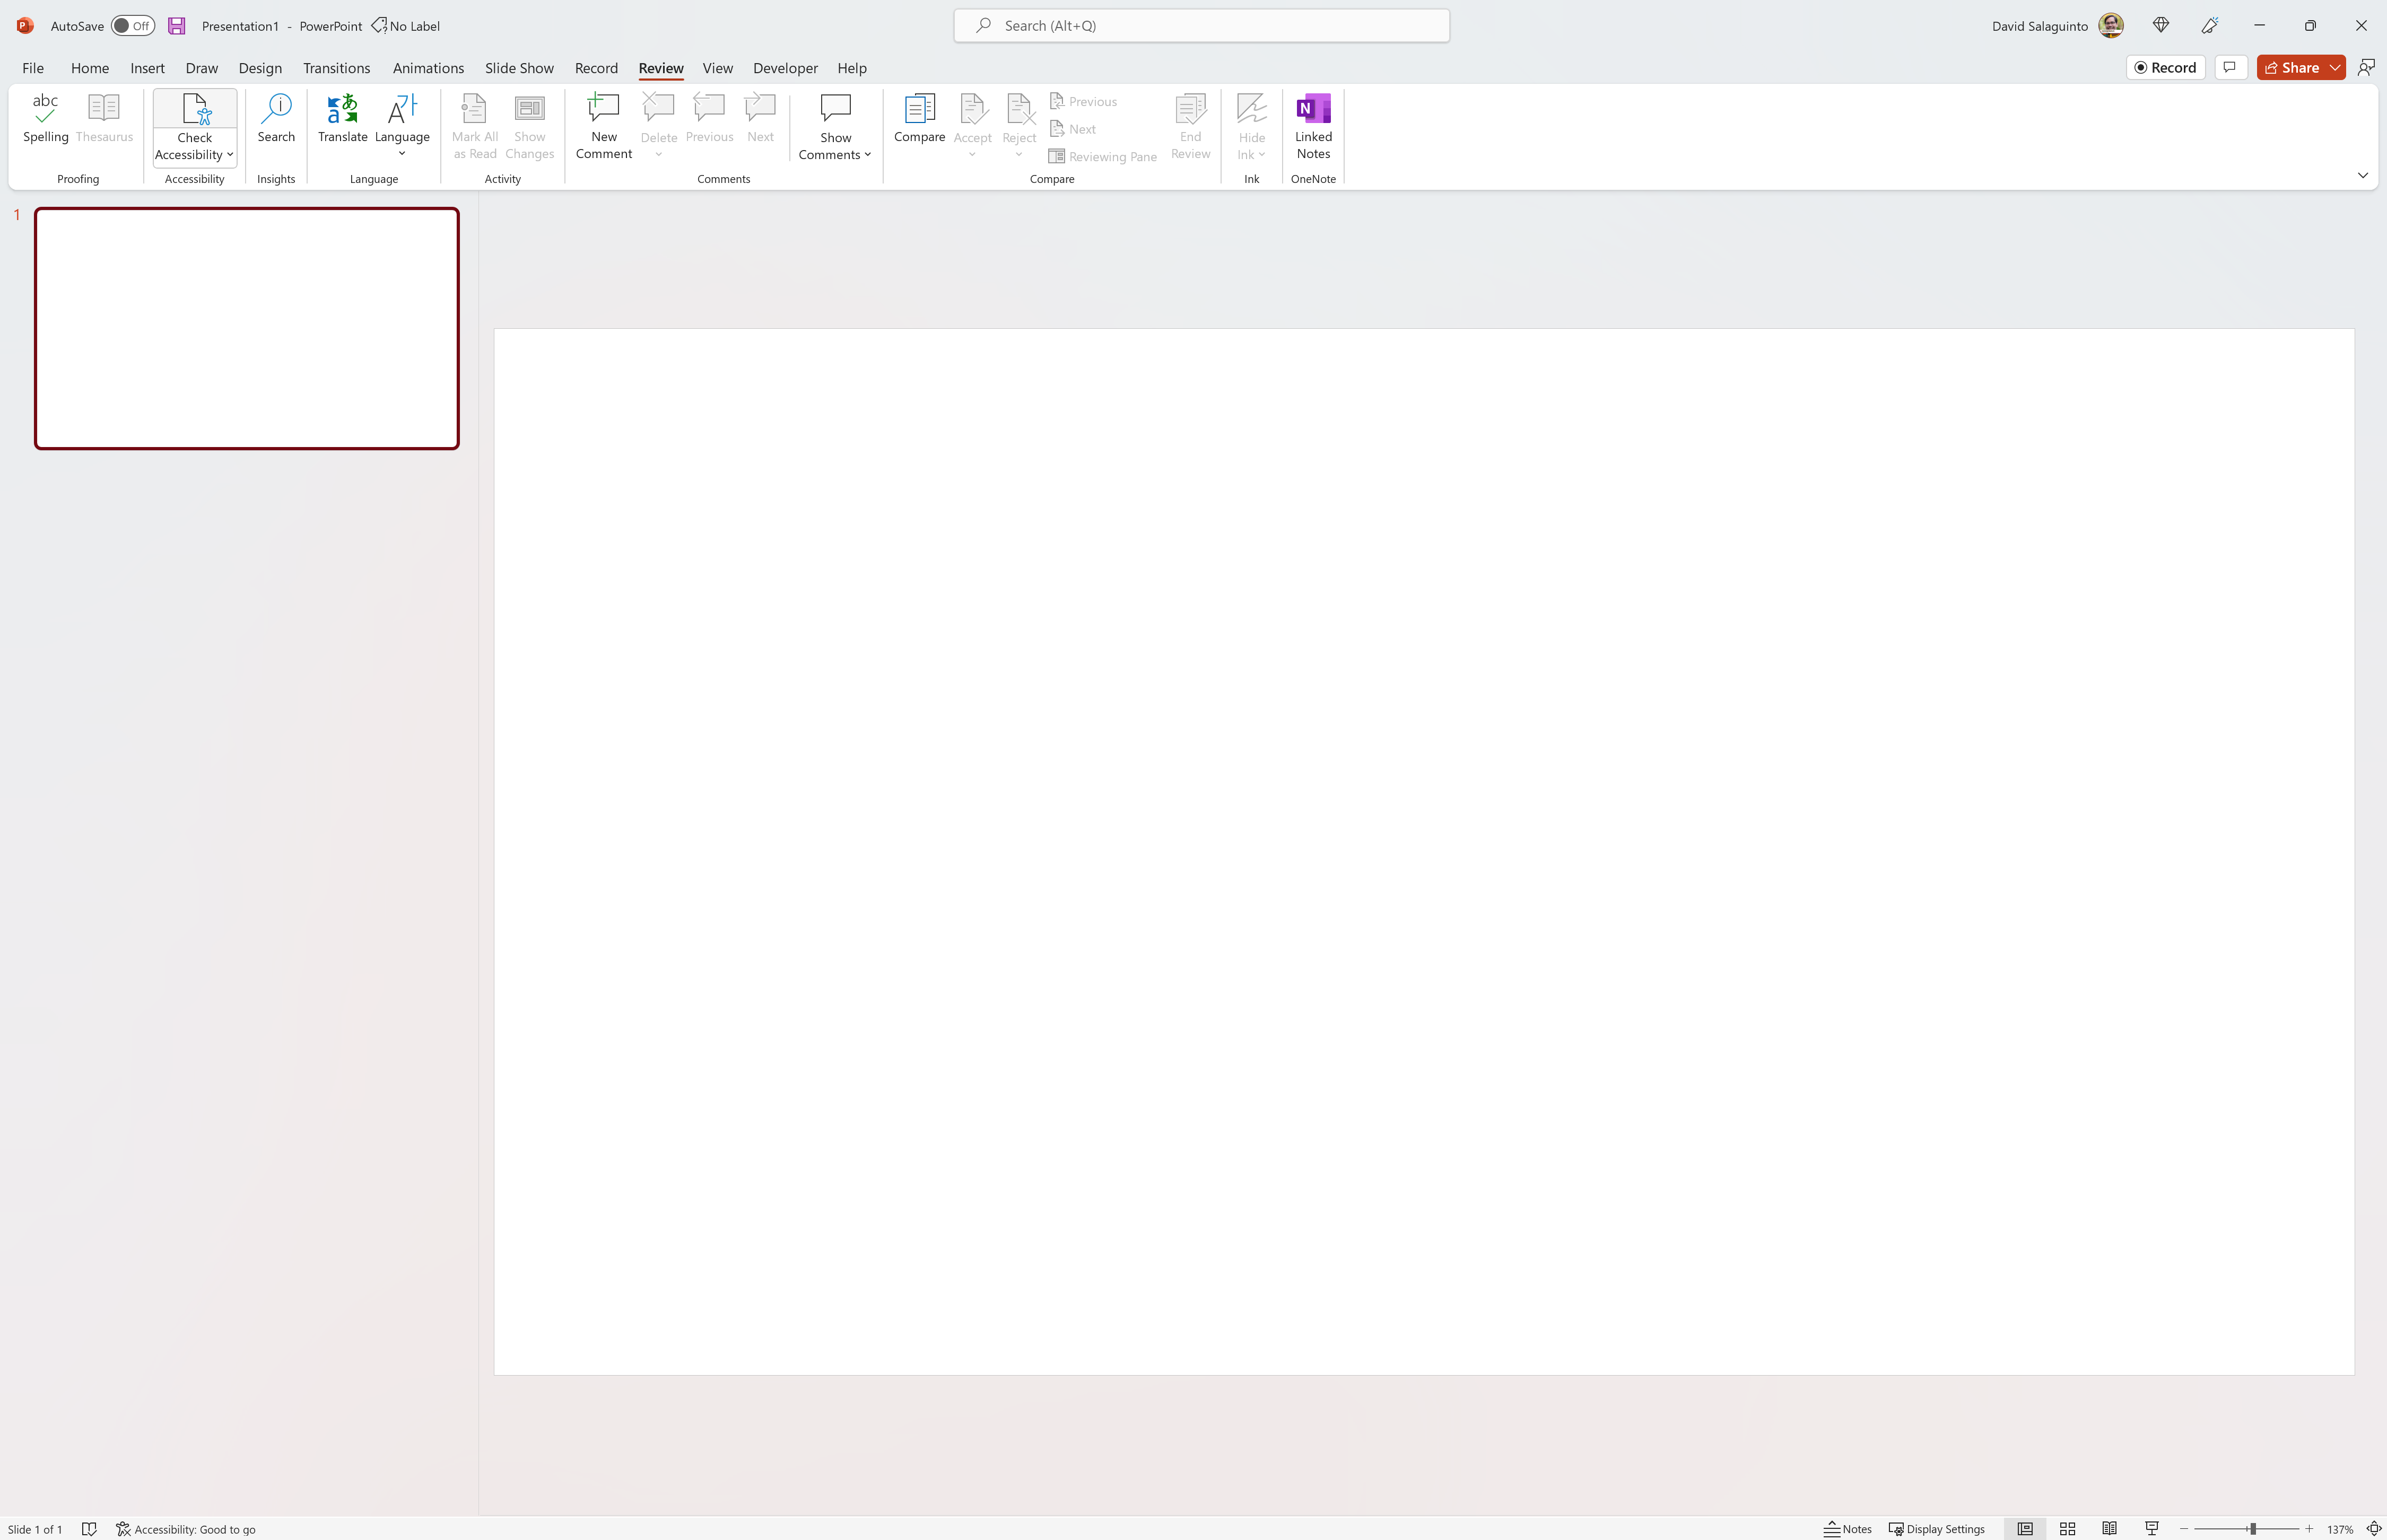 AutoSave Off Presentation1 - PowerPoint No Label Search (Alt+Q) David Salaguinto
File Home Insert Draw Design Transitions Animations Slide Show Record Review View Developer Help Record Share
abc
Spelling
Thesaurus
Proofing
Check
Accessibility
Accessibility
Search
Insights
a あ
Translate
Language
Language
Mark All
as Read
Show
Changes
Activity
New
Comment
Delete
Previous
Next
Show
Comments
Comments
Compare
Accept
Reject
Previous
Next
Reviewing Pane
End
Review
Compare
Hide
Ink
Ink
N
Linked
Notes
OneNote
1
Slide 1 of 1 Accessibility: Good to go Notes Display Settings 137%